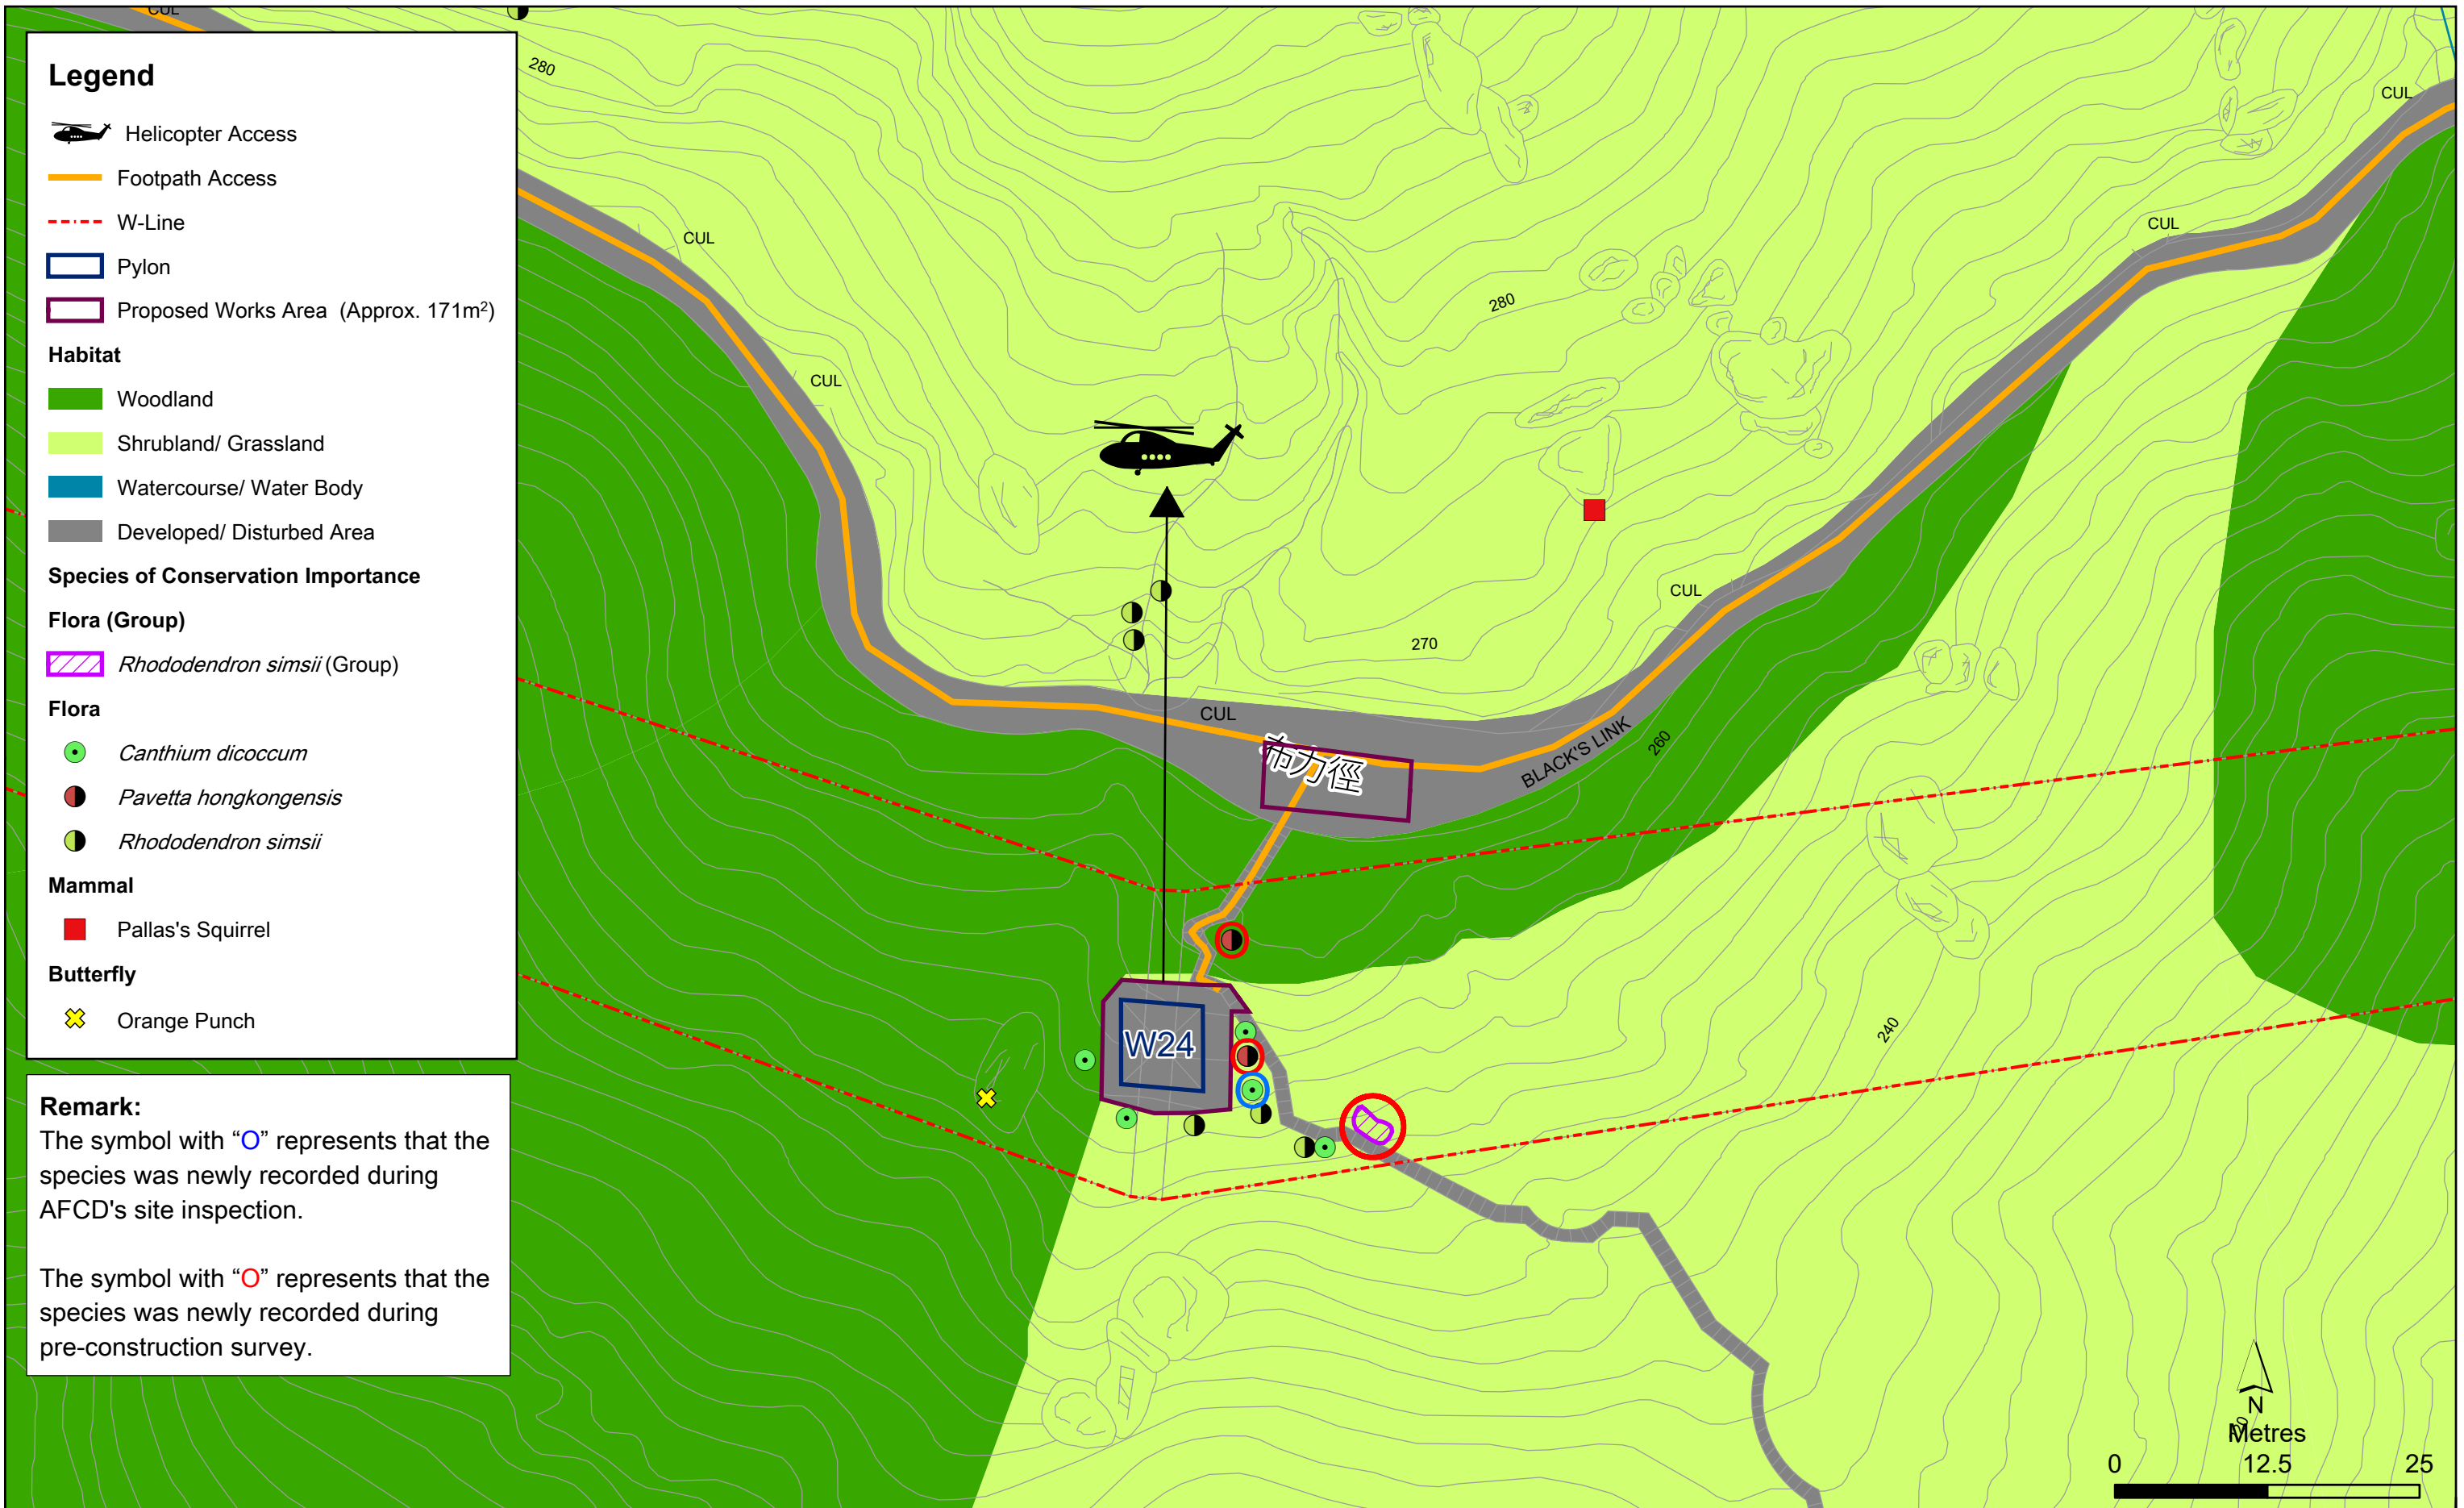 CUL
Legend
Helicopter Access
Footpath Access
W-Line
Pylon
Proposed Works Area (Approx. 171m²)
Habitat
Woodland
Shrubland/ Grassland
Watercourse/ Water Body
Developed/ Disturbed Area
Species of Conservation Importance
Flora (Group)
Rhododendron simsii (Group)
Flora
Canthium dicoccum
Pavetta hongkongensis
Rhododendron simsii
Mammal
Pallas's Squirrel
Butterfly
Orange Punch
Remark:
The symbol with “O” represents that the
species was newly recorded during
AFCD's site inspection.
The symbol with “O” represents that the
species was newly recorded during
pre-construction survey.
280
CUL
CUL
CUL
CUL
280
CUL
270
CUL
布力徑
BLACK'S LINK
260
W24
240
N
Metres
0 12.5 25